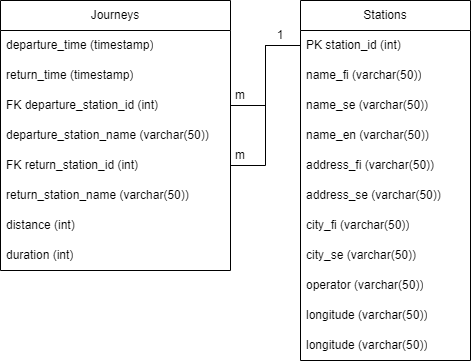 Journeys
departure_time (timestamp)
return_time (timestamp)
FK departure_station_id (int)
departure_station_name (varchar(50))
FK return_station_id (int)
return_station_name (varchar(50))
distance (int)
duration (int)
m
m
1
Stations
PK station_id (int)
name_fi (varchar(50))
name_se (varchar(50))
name_en (varchar(50))
address_fi (varchar(50))
address_se (varchar(50))
city_fi (varchar(50))
city_se (varchar(50))
operator (varchar(50))
longitude (varchar(50))
longitude (varchar(50))